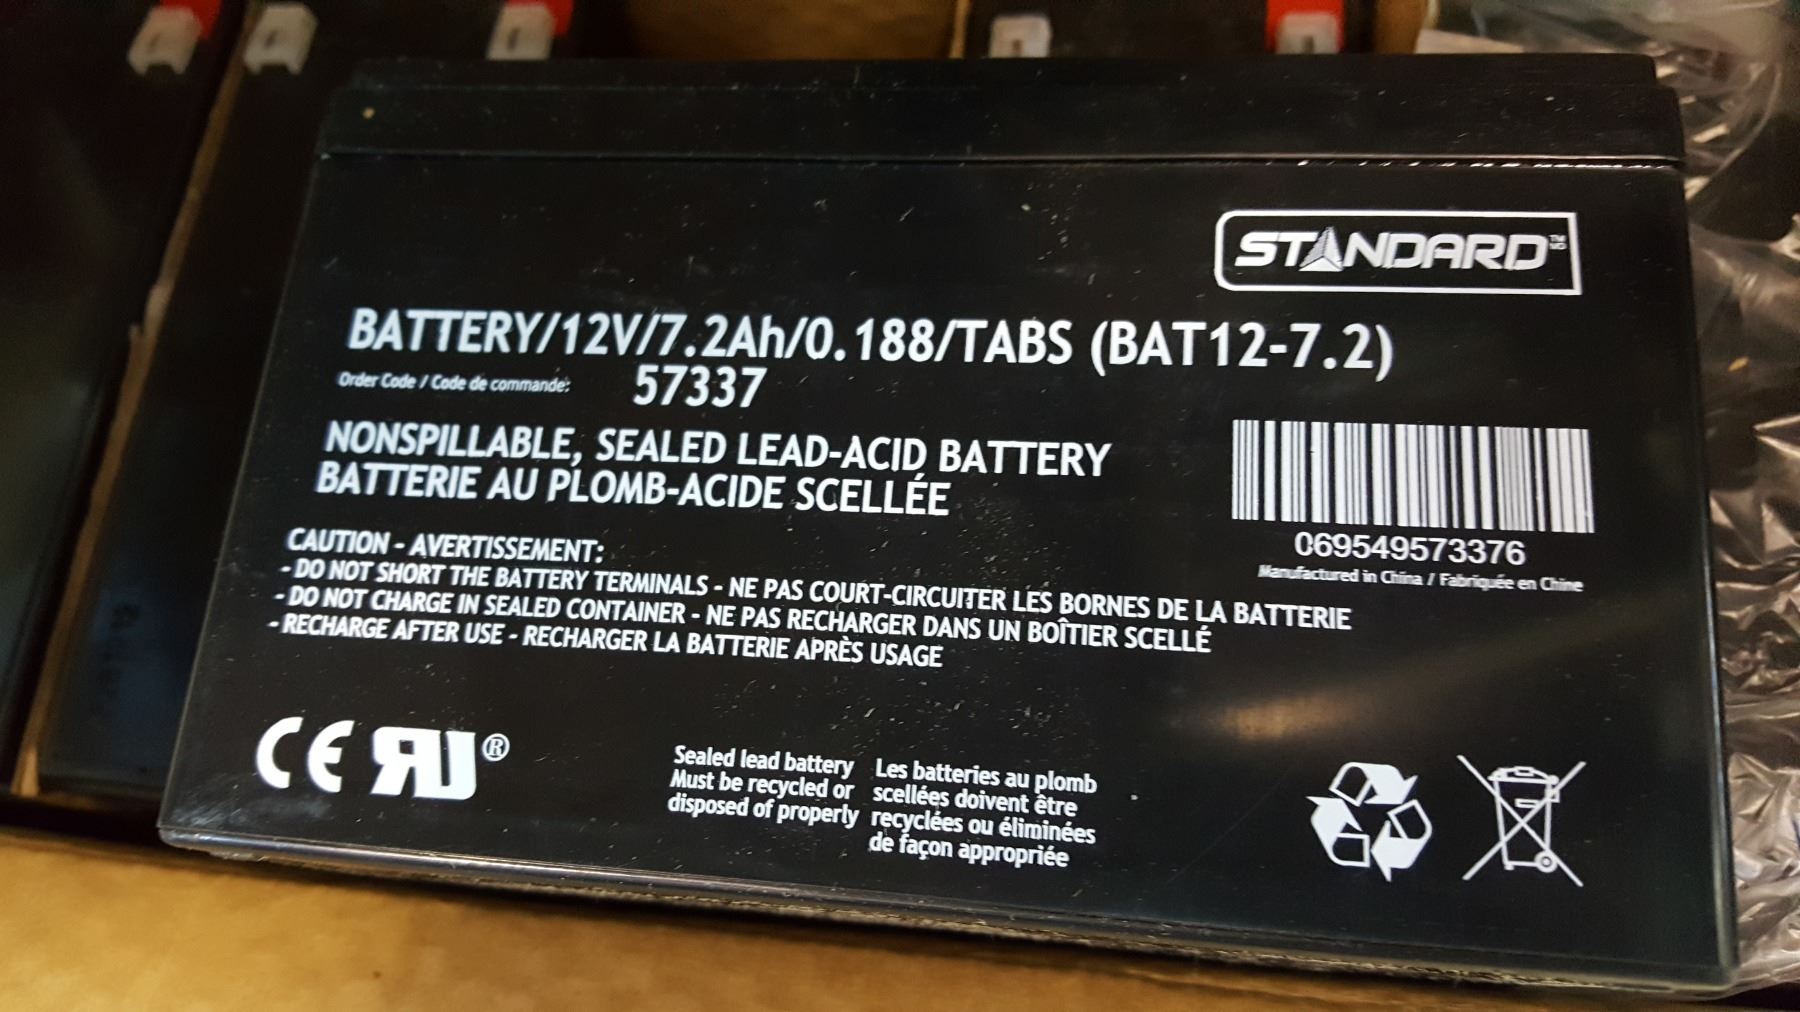 STANDARD™ MD
BATTERY/12V/7.2Ah/0.188/TABS (BAT12-7.2)
Order Code / Code de commande: 57337
NONSPILLABLE, SEALED LEAD-ACID BATTERY
BATTERIE AU PLOMB-ACIDE SCELLÉE
069549573376
Manufactured in China / Fabriquée en Chine
CAUTION - AVERTISSEMENT:
- DO NOT SHORT THE BATTERY TERMINALS - NE PAS COURT-CIRCUITER LES BORNES DE LA BATTERIE
- DO NOT CHARGE IN SEALED CONTAINER - NE PAS RECHARGER DANS UN BOÎTIER SCELLÉ
- RECHARGE AFTER USE - RECHARGER LA BATTERIE APRÈS USAGE
CE RU®
Sealed lead battery
Must be recycled or
disposed of properly
Les batteries au plomb
scellées doivent être
recyclées ou éliminées
de façon appropriée